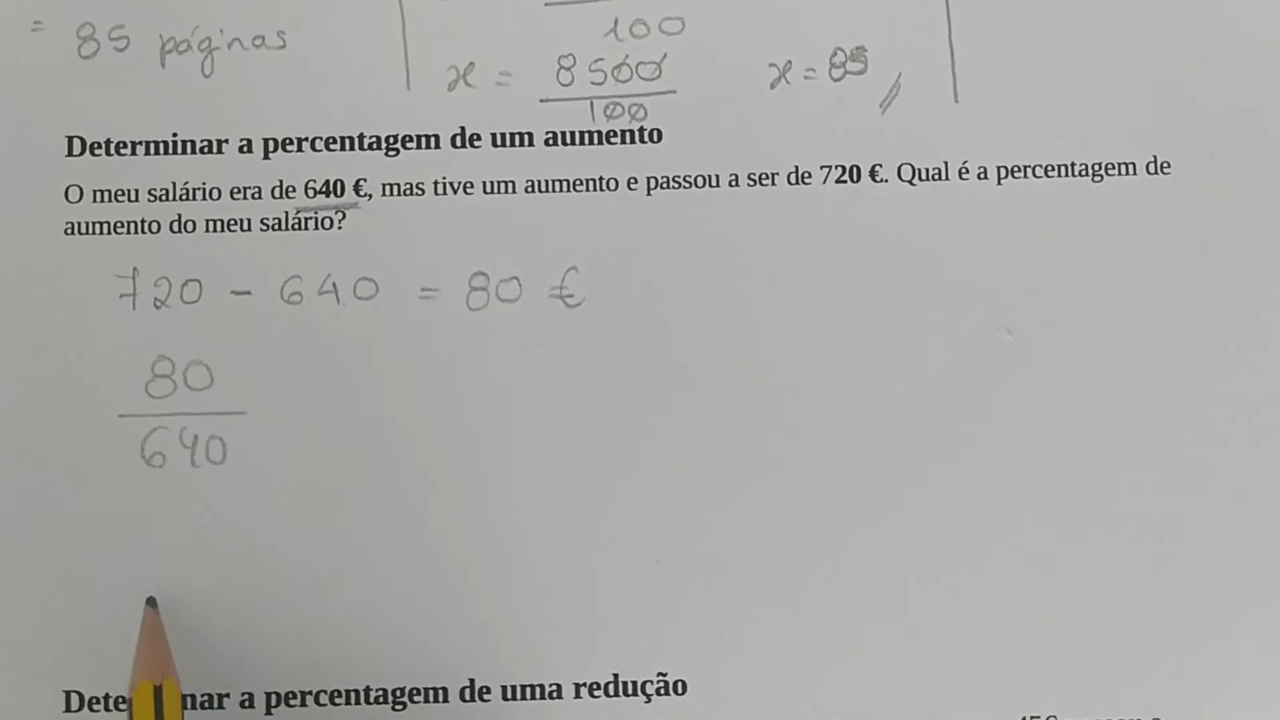 = 85 páginas
100
x = 8500 x = 85
100
Determinar a percentagem de um aumento
O meu salário era de 640 €, mas tive um aumento e passou a ser de 720 €. Qual é a percentagem de
aumento do meu salário?
720 - 640 = 80 €
80
640
Dete nar a percentagem de uma redução